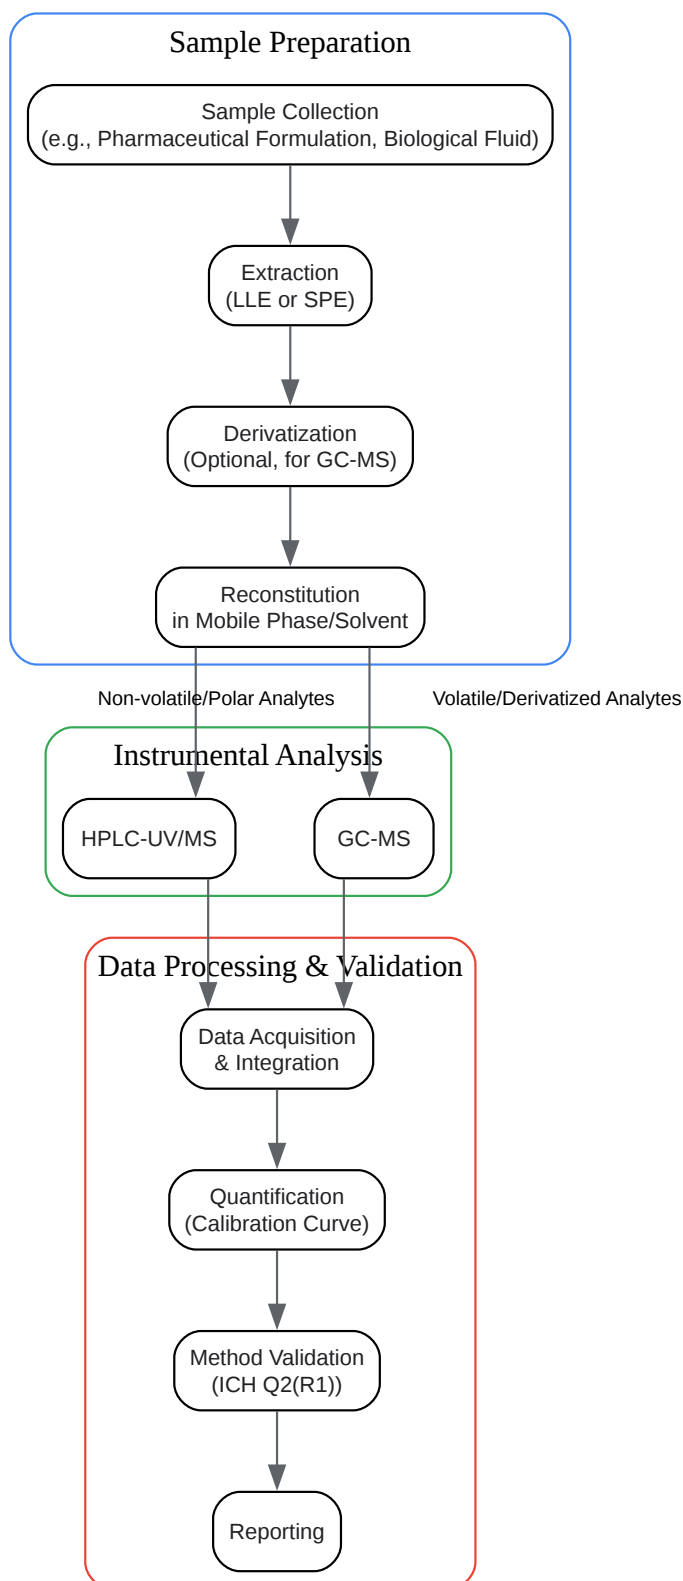 Sample Preparation
Sample Collection
(e.g., Pharmaceutical Formulation, Biological Fluid)
Extraction
(LLE or SPE)
Derivatization
(Optional, for GC-MS)
Reconstitution
in Mobile Phase/Solvent
Non-volatile/Polar Analytes
Volatile/Derivatized Analytes
Instrumental Analysis
HPLC-UV/MS
GC-MS
Data Processing & Validation
Data Acquisition
& Integration
Quantification
(Calibration Curve)
Method Validation
(ICH Q2(R1))
Reporting